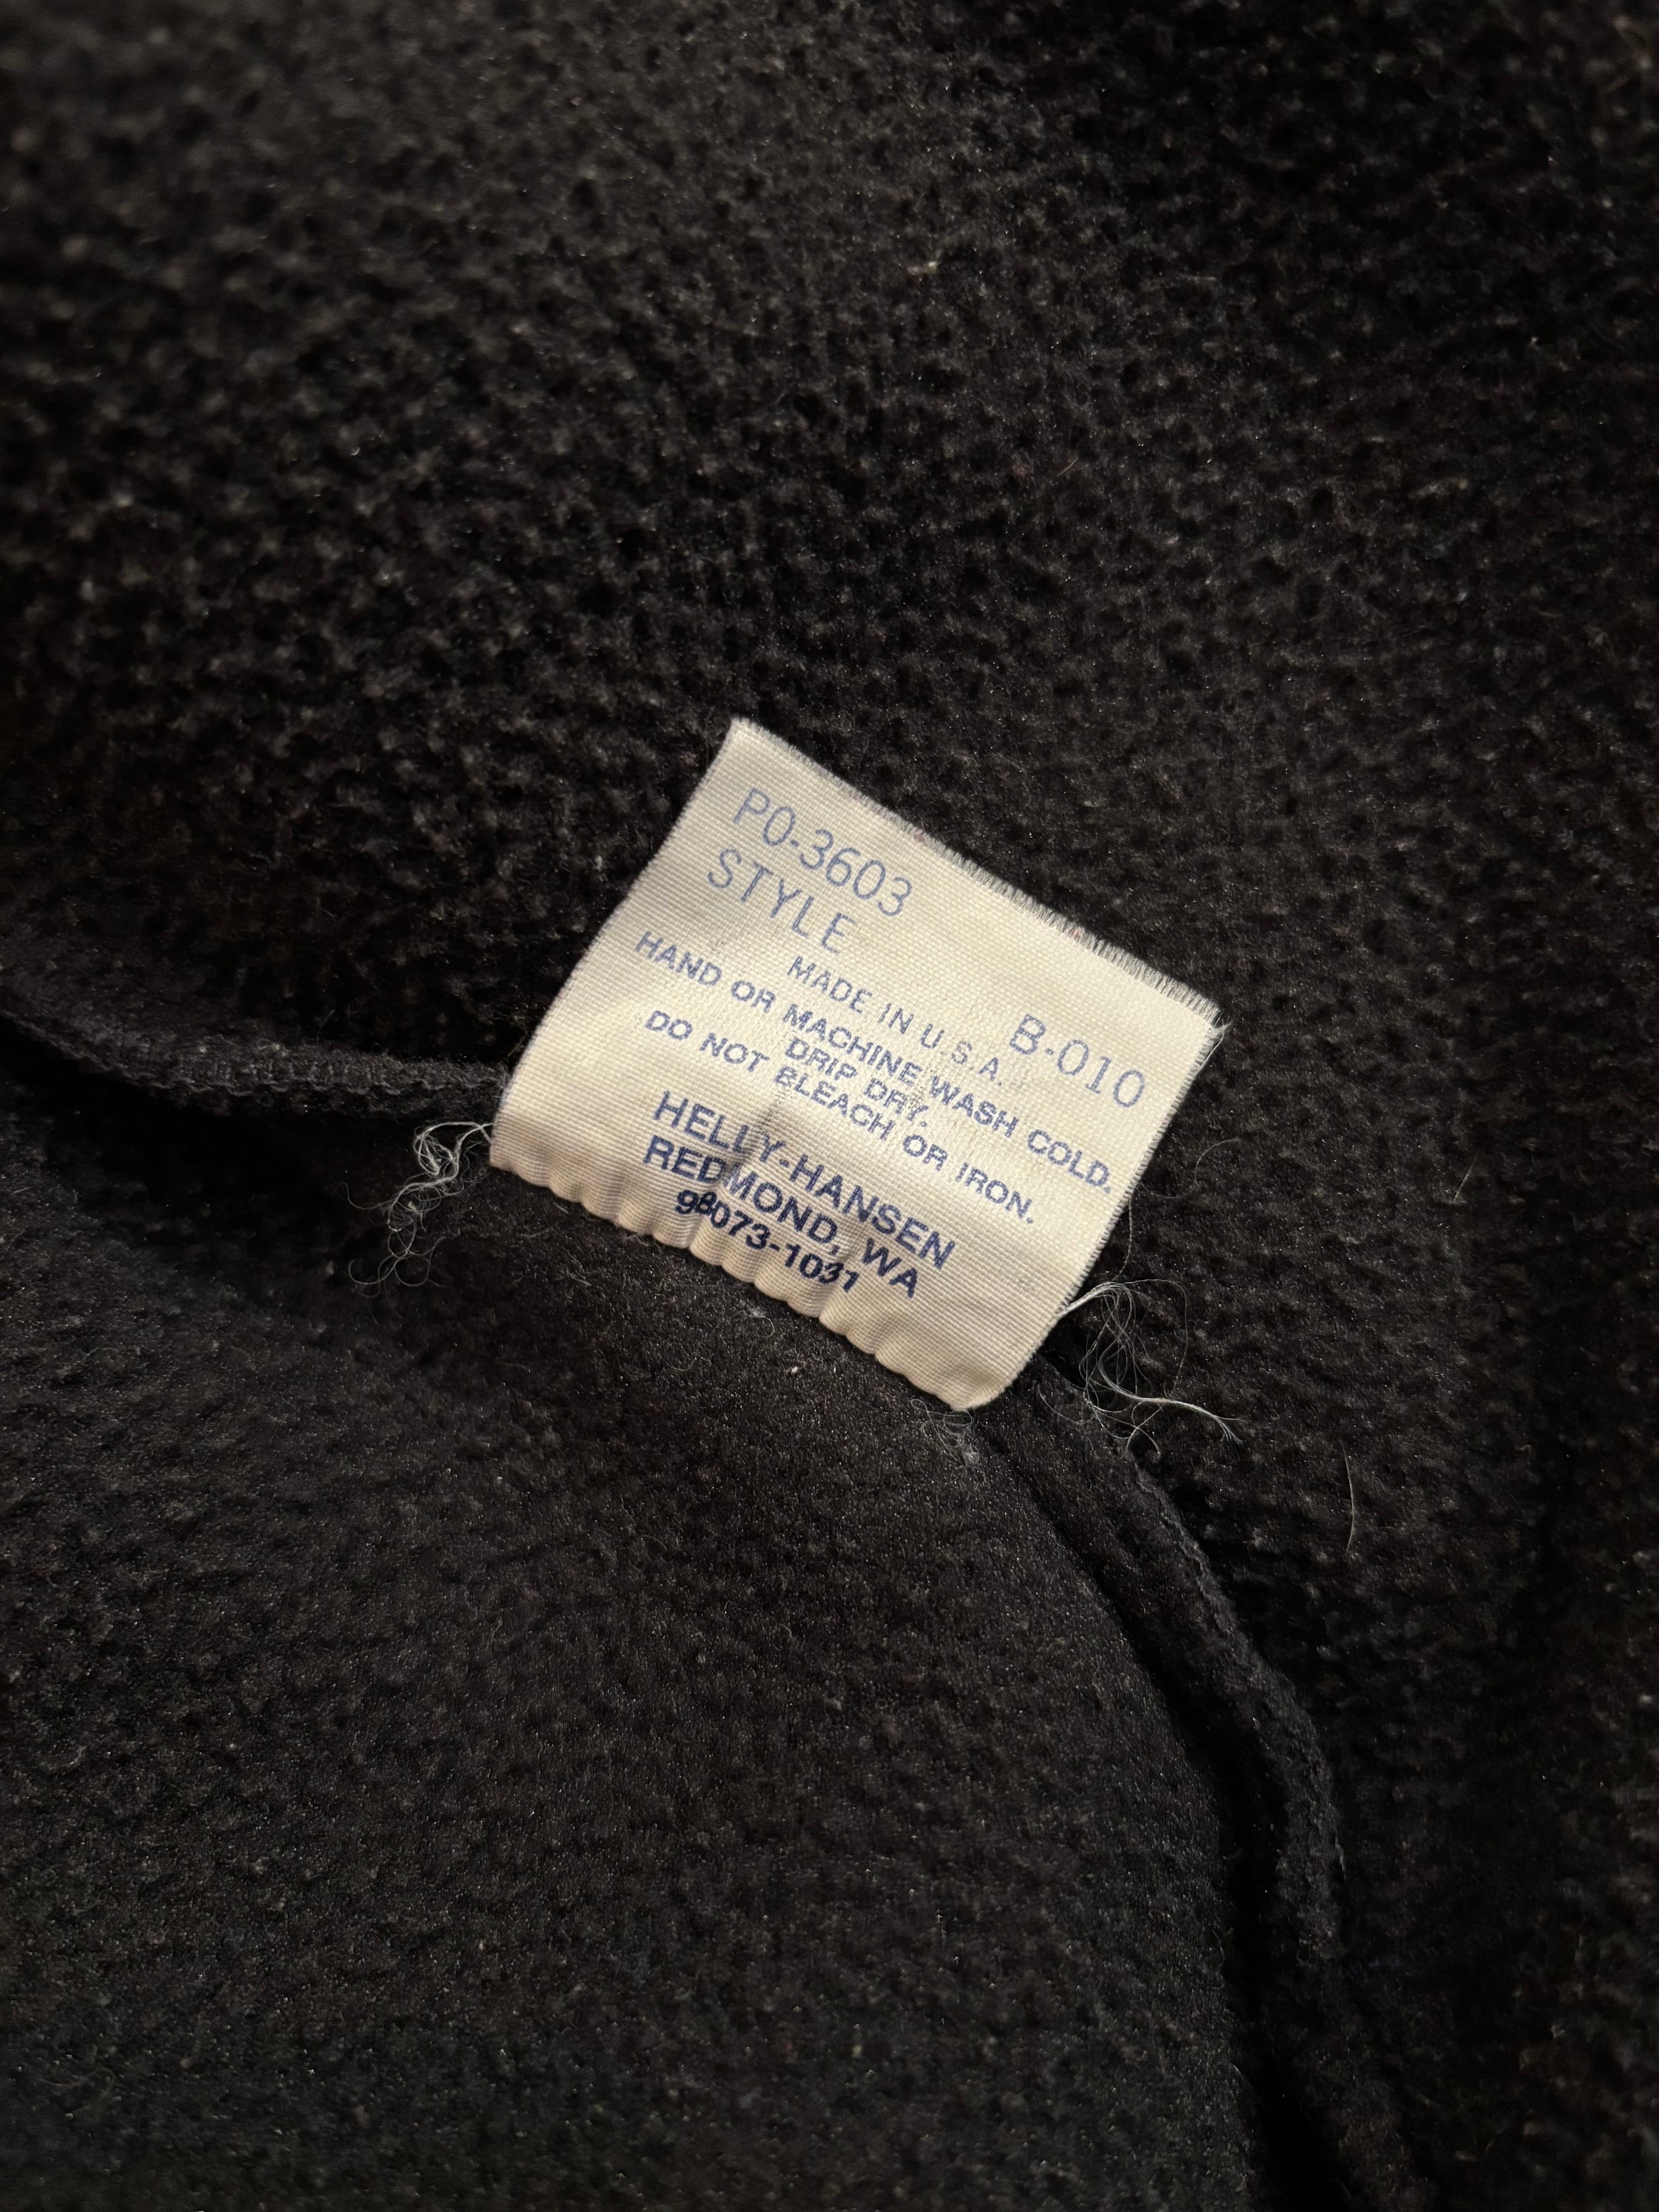 PO-3603
STYLE B-010
MADE IN U.S.A.
HAND OR MACHINE WASH COLD.
DRIP DRY.
DO NOT BLEACH OR IRON.
HELLY-HANSEN
REDMOND, WA
98073-1031